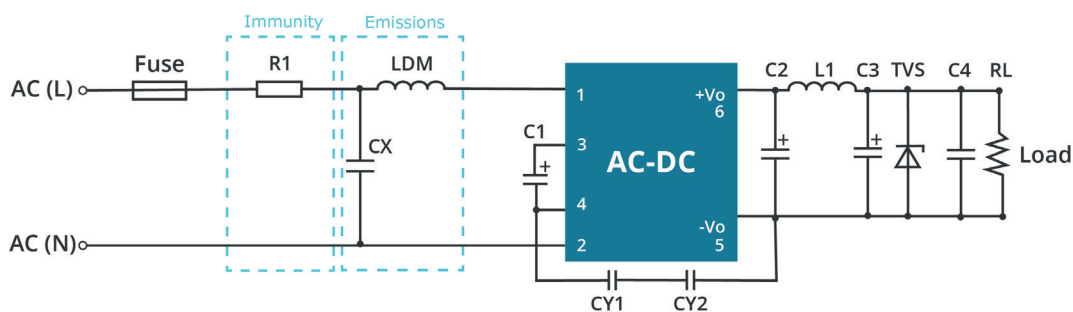 Immunity
Emissions
Fuse
R1
LDM
AC (L)
CX
AC (N)
C1
+
1
3
4
2
AC-DC
+Vo
6
-Vo
5
CY1
CY2
C2
L1
C3
TVS
C4
RL
+
+
Load